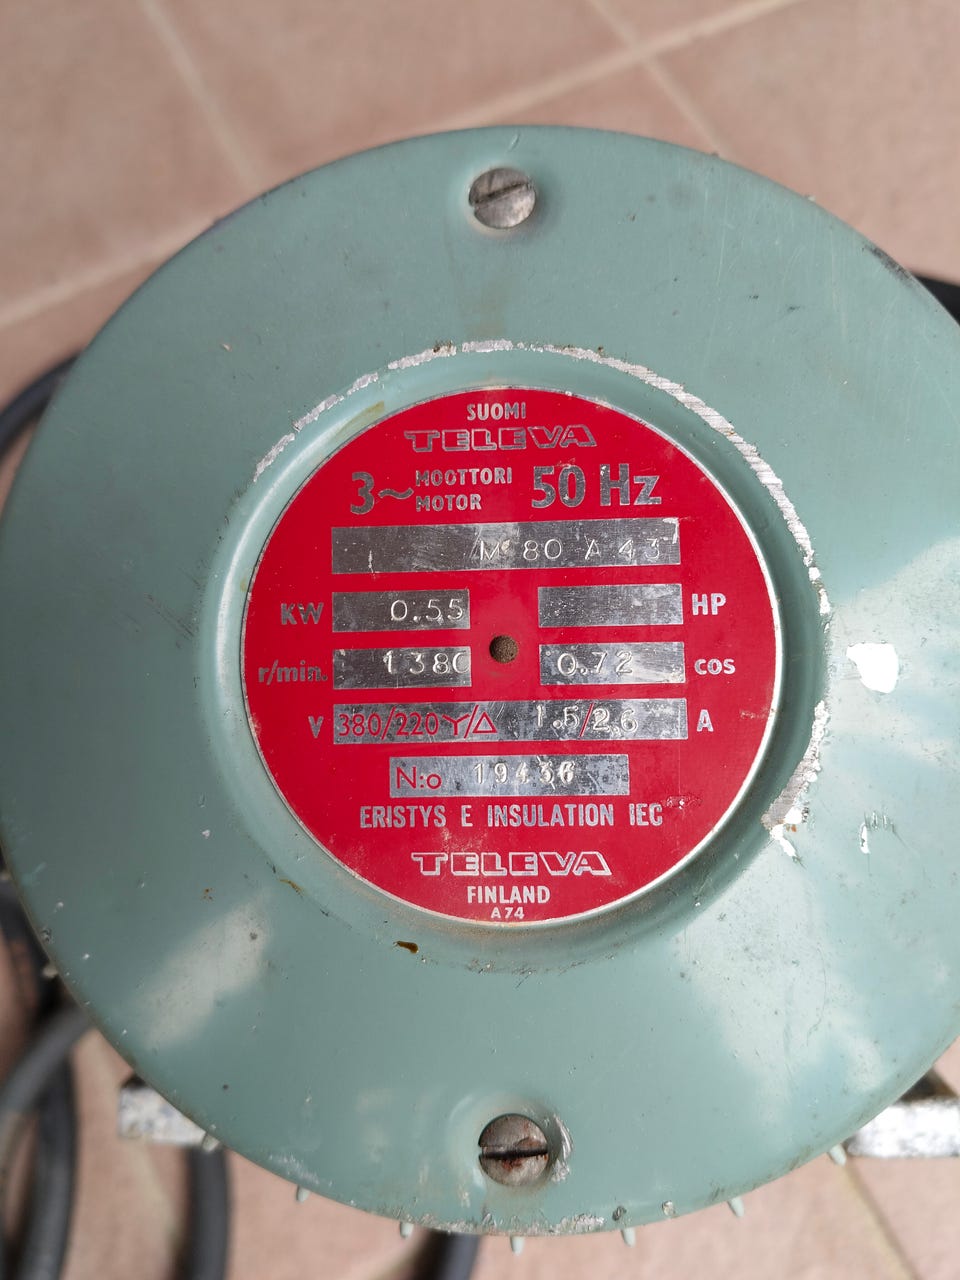 SUOMI
TELEVA
3~ MOOTTORI MOTOR 50 Hz
M 80 A 43
KW 0.55 HP
r/min. 1380 0.72 cos
V 380/220 Y/Δ 1.5/2.6 A
N:o 19456
ERISTYS E INSULATION IEC
TELEVA
FINLAND
A74